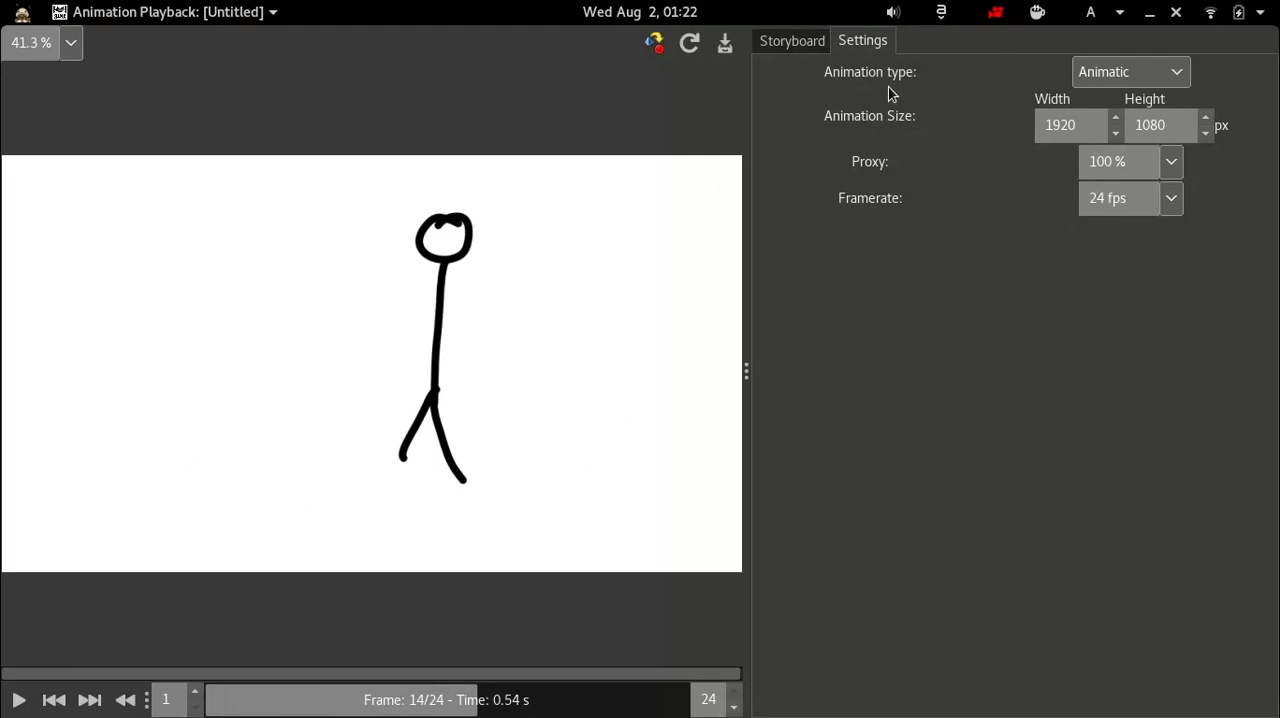 Animation Playback: [Untitled] Wed Aug 2, 01:22 A
41.3 % Storyboard Settings
Animation type: Animatic
Width Height
Animation Size: 1920 1080 px
Proxy: 100 %
Framerate: 24 fps
1 Frame: 14/24 - Time: 0.54 s 24